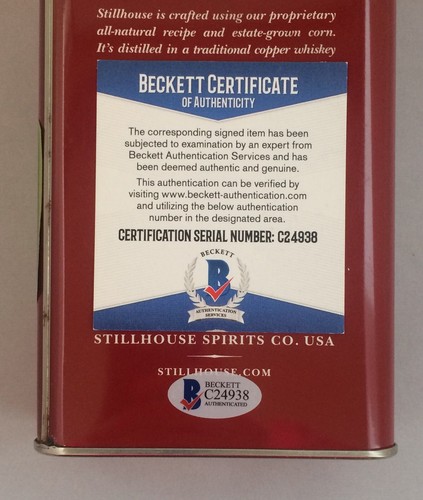 Stillhouse is crafted using our proprietary
all-natural recipe and estate-grown corn.
It's distilled in a traditional copper whiskey
BECKETT CERTIFICATE
OF AUTHENTICITY
The corresponding signed item has been
subjected to examination by an expert from
Beckett Authentication Services and has
been deemed authentic and genuine.
This authentication can be verified by
visiting www.beckett-authentication.com
and utilizing the below authentication
number in the designated area.
CERTIFICATION SERIAL NUMBER: C24938
BECKETT
B
AUTHENTICATION
SERVICES
STILLHOUSE SPIRITS CO. USA
STILLHOUSE.COM
B
BECKETT
C24938
AUTHENTICATED